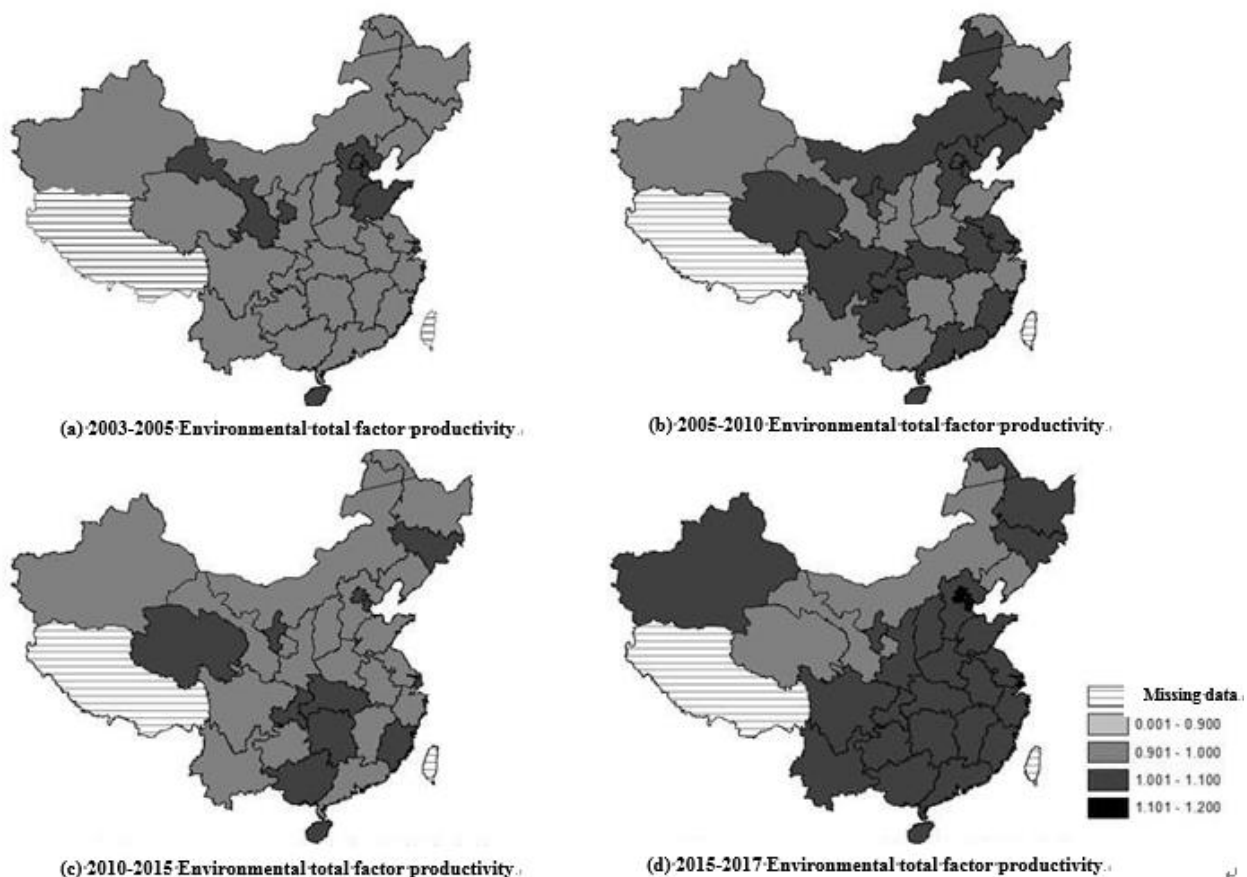 (a) 2003-2005 Environmental total factor productivity
(b) 2005-2010 Environmental total factor productivity
Missing data
0.001 - 0.900
0.901 - 1.000
1.001 - 1.100
1.101 - 1.200
(c) 2010-2015 Environmental total factor productivity
(d) 2015-2017 Environmental total factor productivity